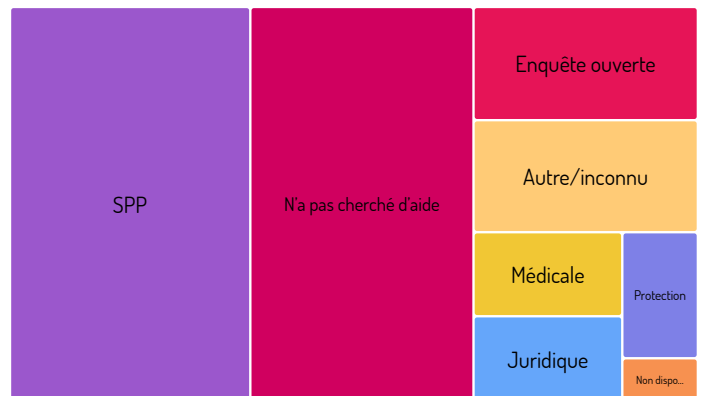 SPP
N'a pas cherché d'aide
Enquête ouverte
Autre/inconnu
Médicale
Juridique
Protection
Non dispo...